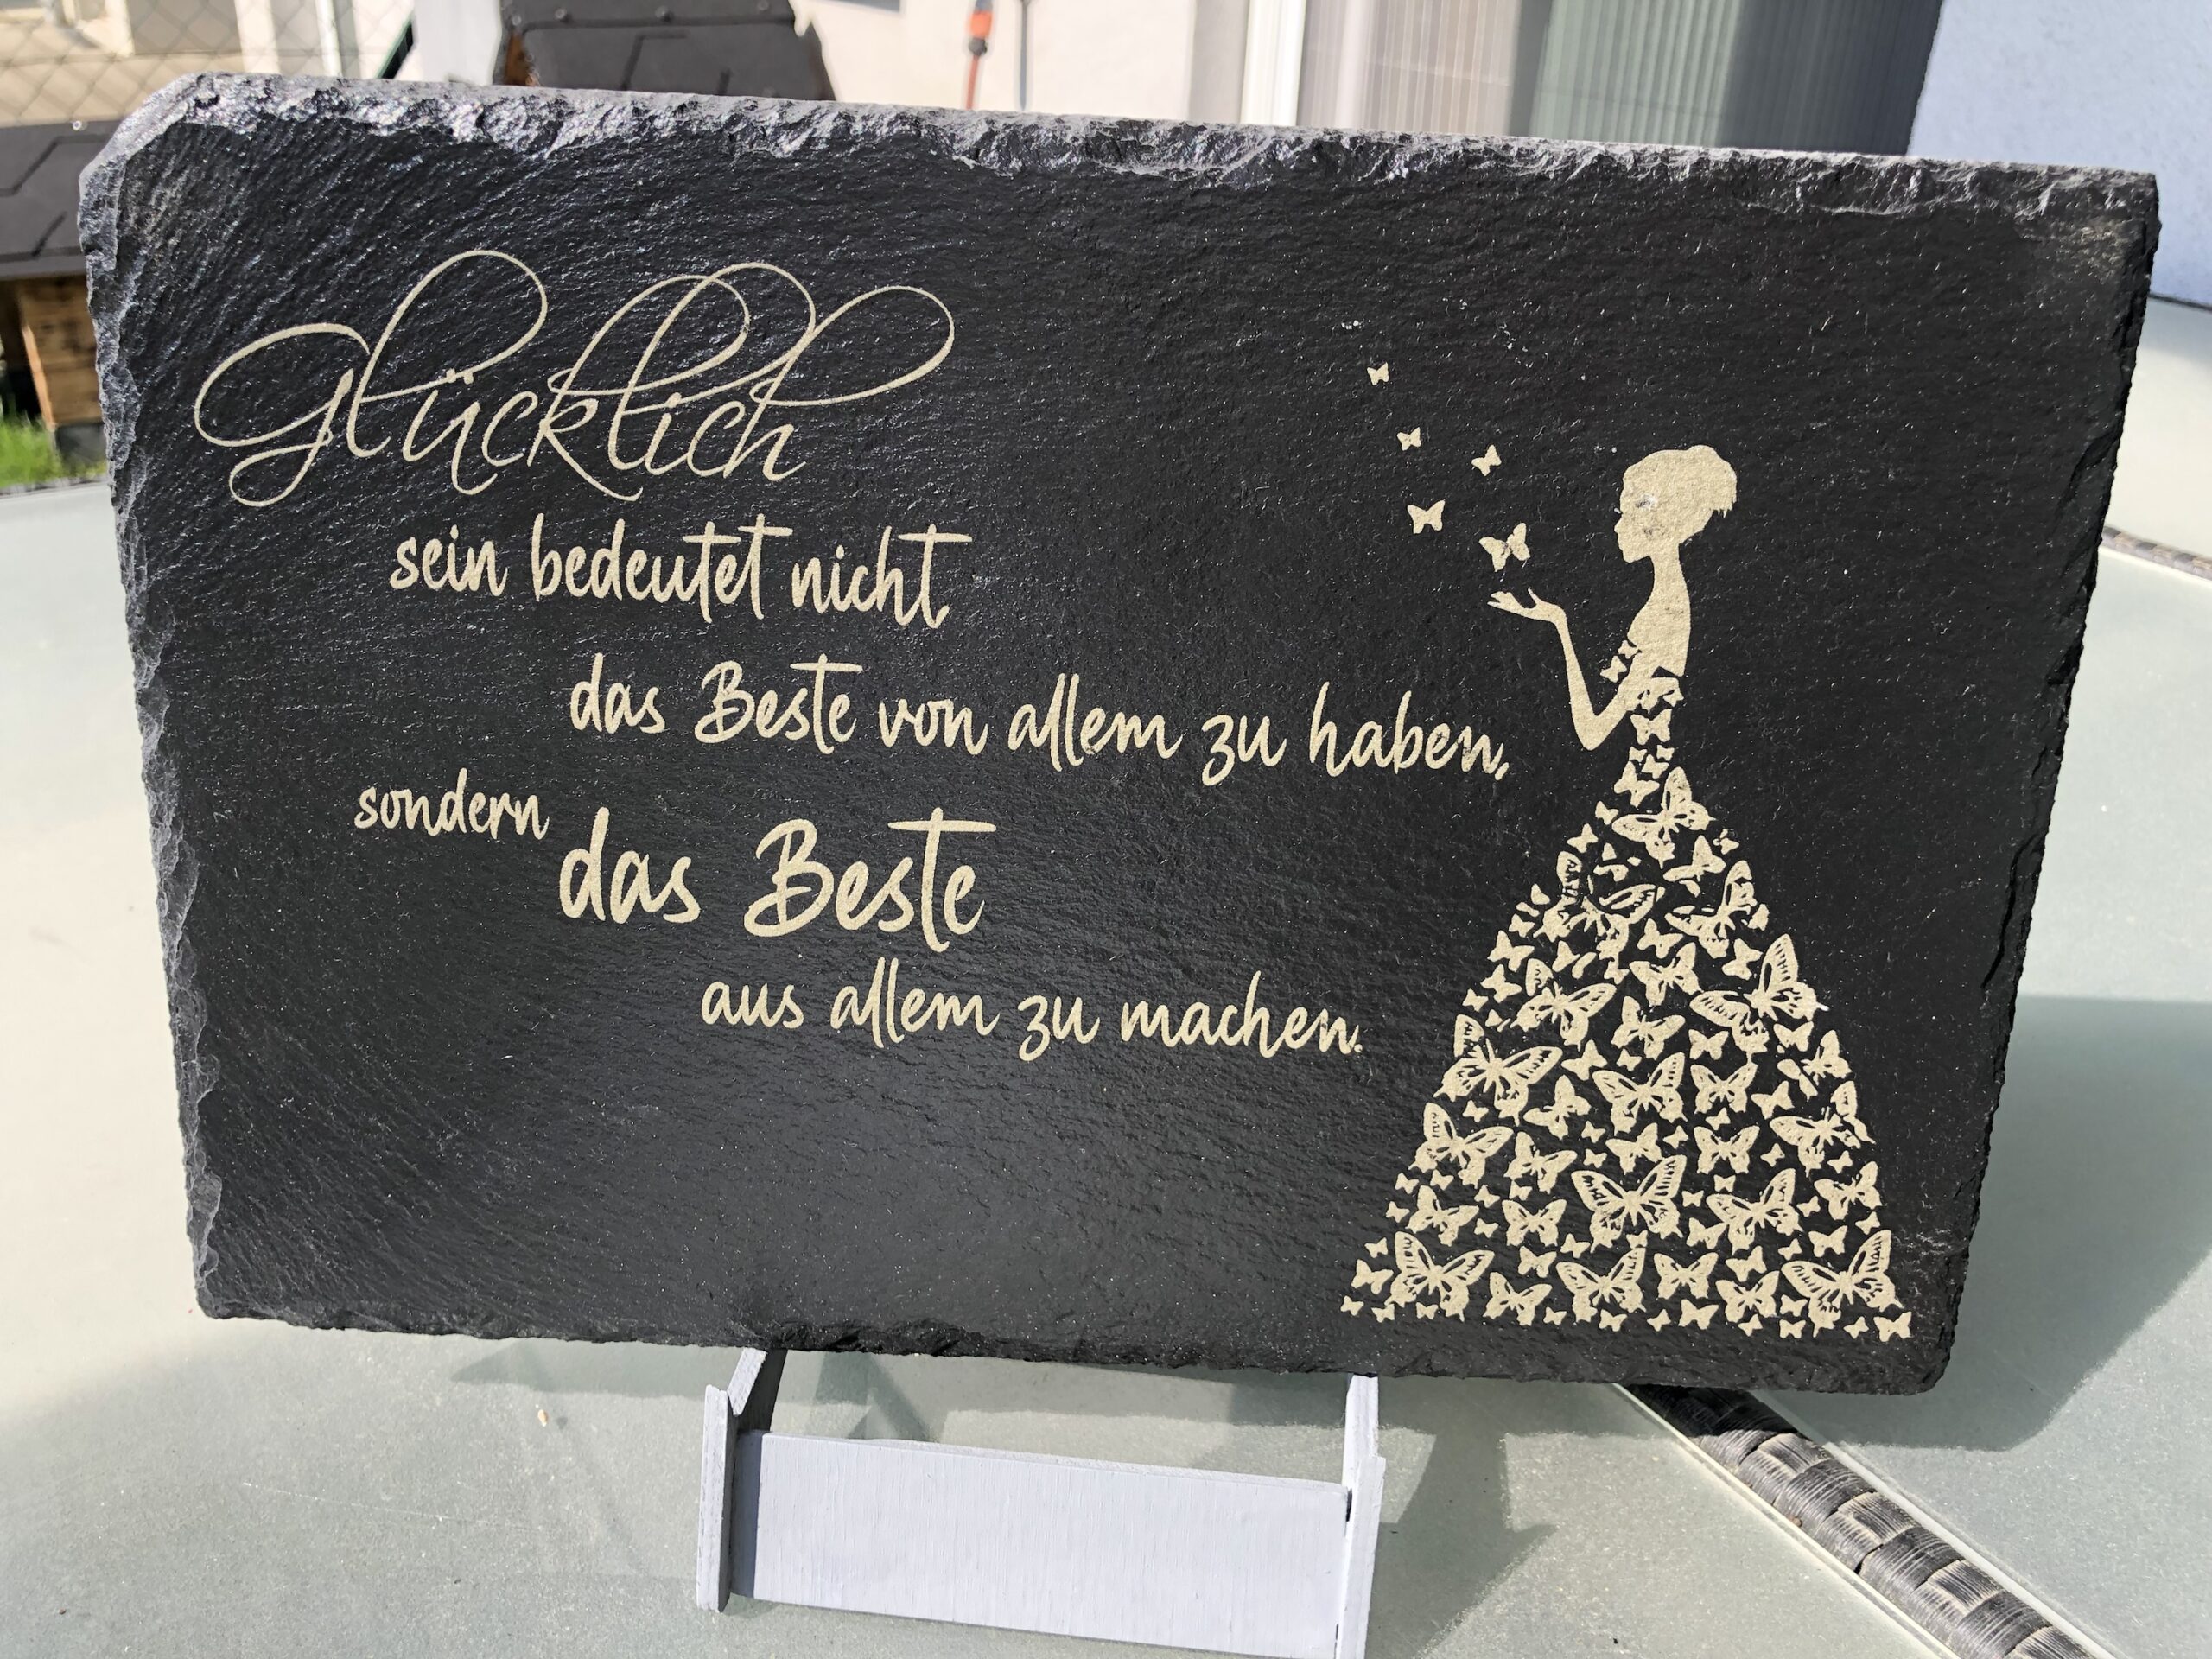 Glücklich
sein bedeutet nicht
das Beste von allem zu haben,
sondern
das Beste
aus allem zu machen.